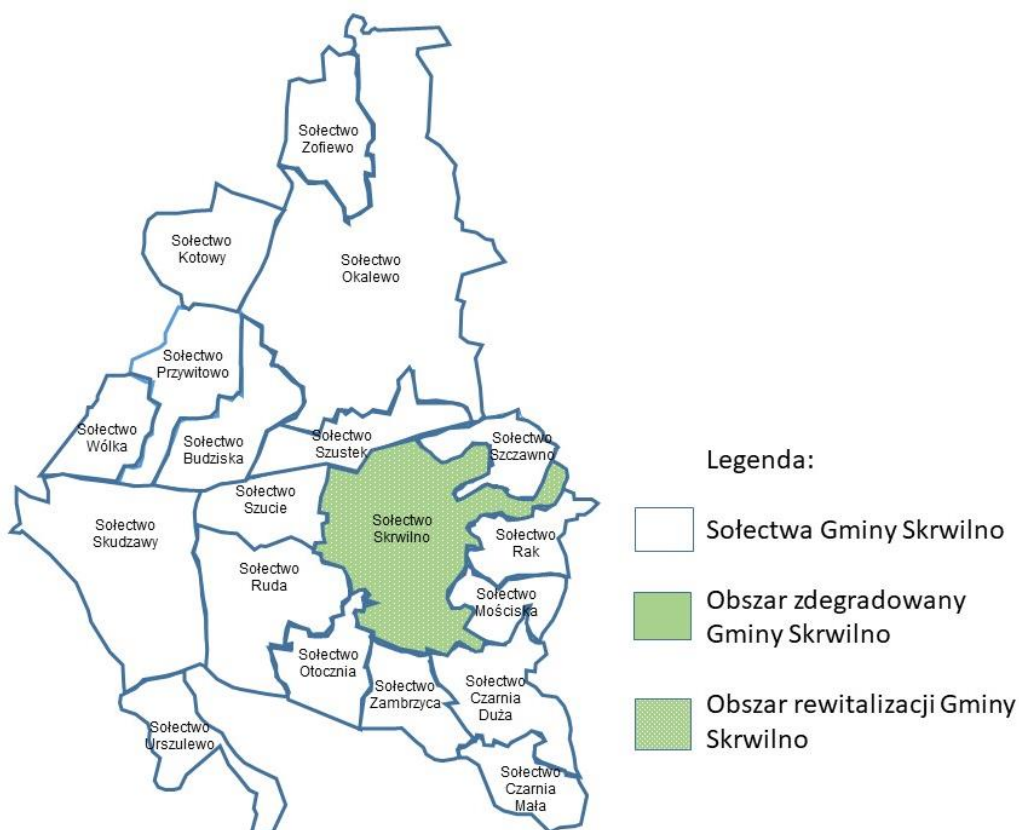 Sołectwo
Zofiewo
Sołectwo
Kotowy
Sołectwo
Okalewo
Sołectwo
Przywitowo
Sołectwo
Wólka
Sołectwo
Budziska
Sołectwo
Szustek
Sołectwo
Szczawno
Sołectwo
Skudzawy
Sołectwo
Szucie
Sołectwo
Skrwilno
Sołectwo
Rak
Sołectwo
Ruda
Sołectwo
Mościska
Sołectwo
Otocznia
Sołectwo
Zambrzyca
Sołectwo
Czarnia
Duża
Sołectwo
Urszulewo
Sołectwo
Czarnia
Mała
Legenda:
Sołectwa Gminy Skrwilno
Obszar zdegradowany
Gminy Skrwilno
Obszar rewitalizacji Gminy
Skrwilno